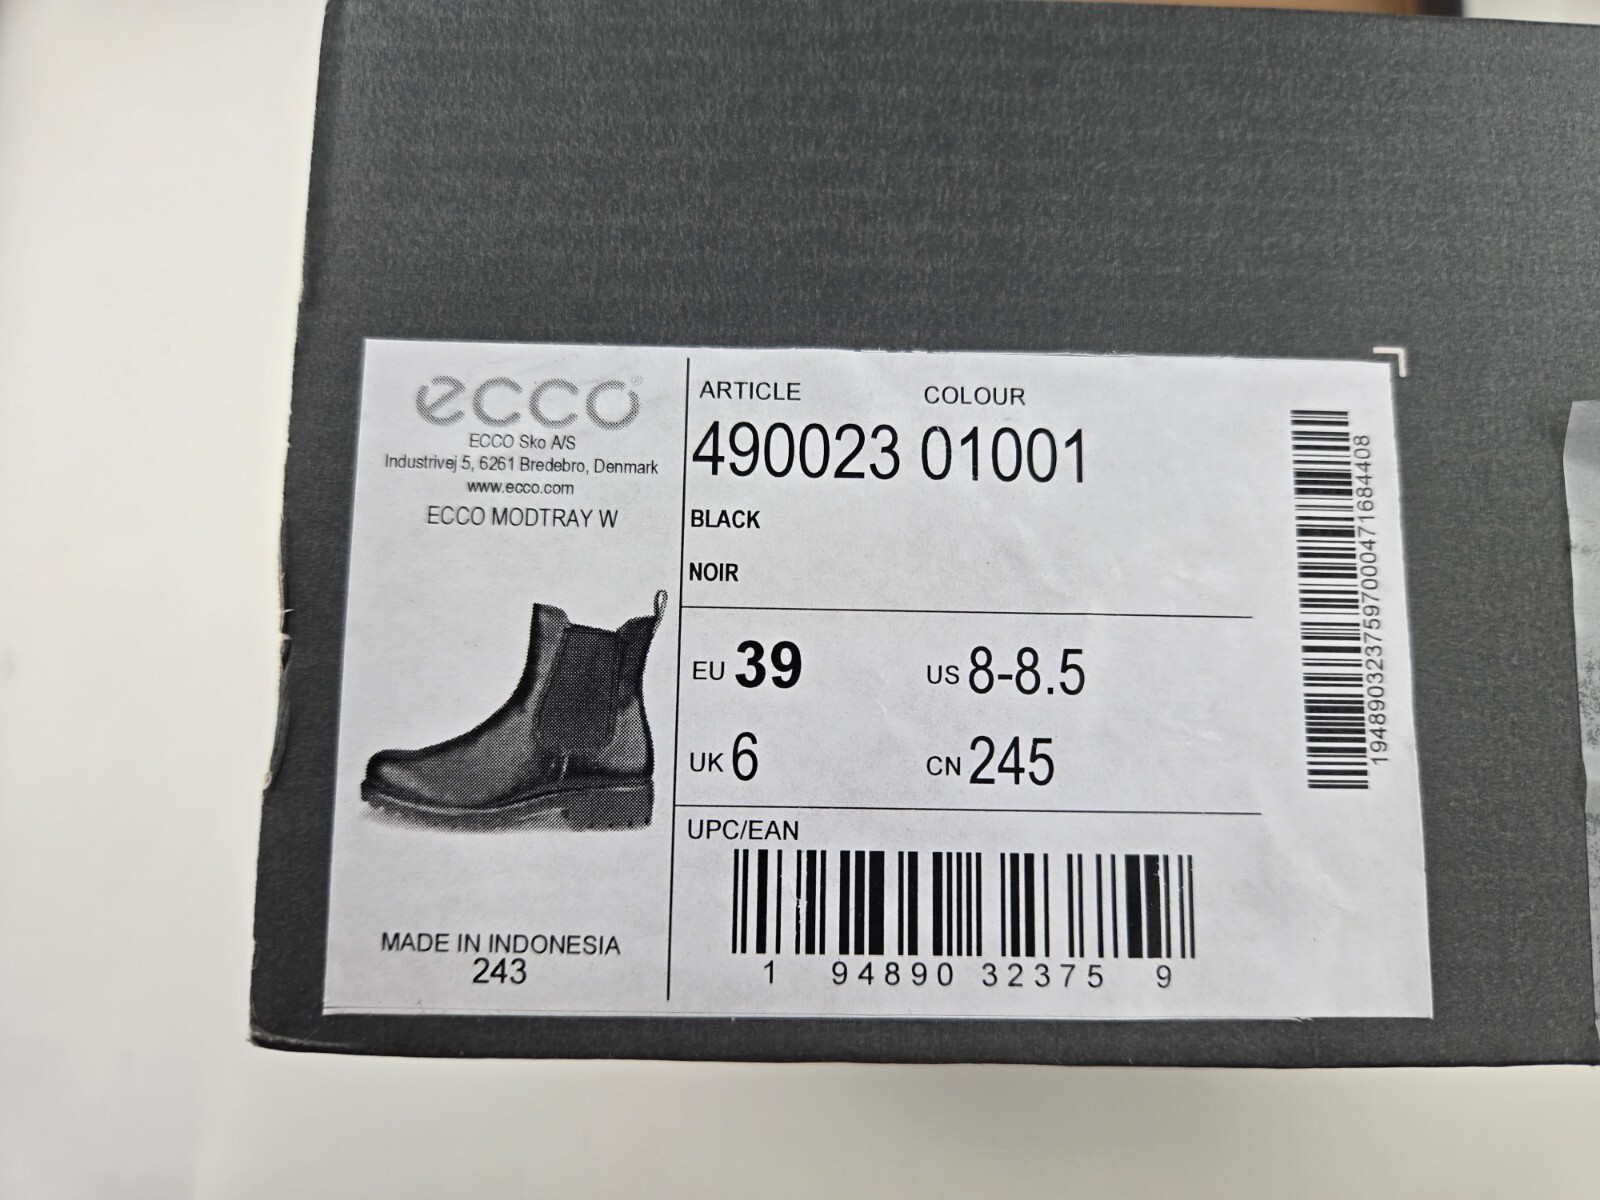 ecco®
ECCO Sko A/S
Industrivej 5, 6261 Bredebro, Denmark
www.ecco.com
ECCO MODTRAY W
MADE IN INDONESIA
243
ARTICLE COLOUR
490023 01001
BLACK
NOIR
EU 39 US 8-8.5
UK 6 CN 245
UPC/EAN
1 94890 32375 9
1948903237597000471684408